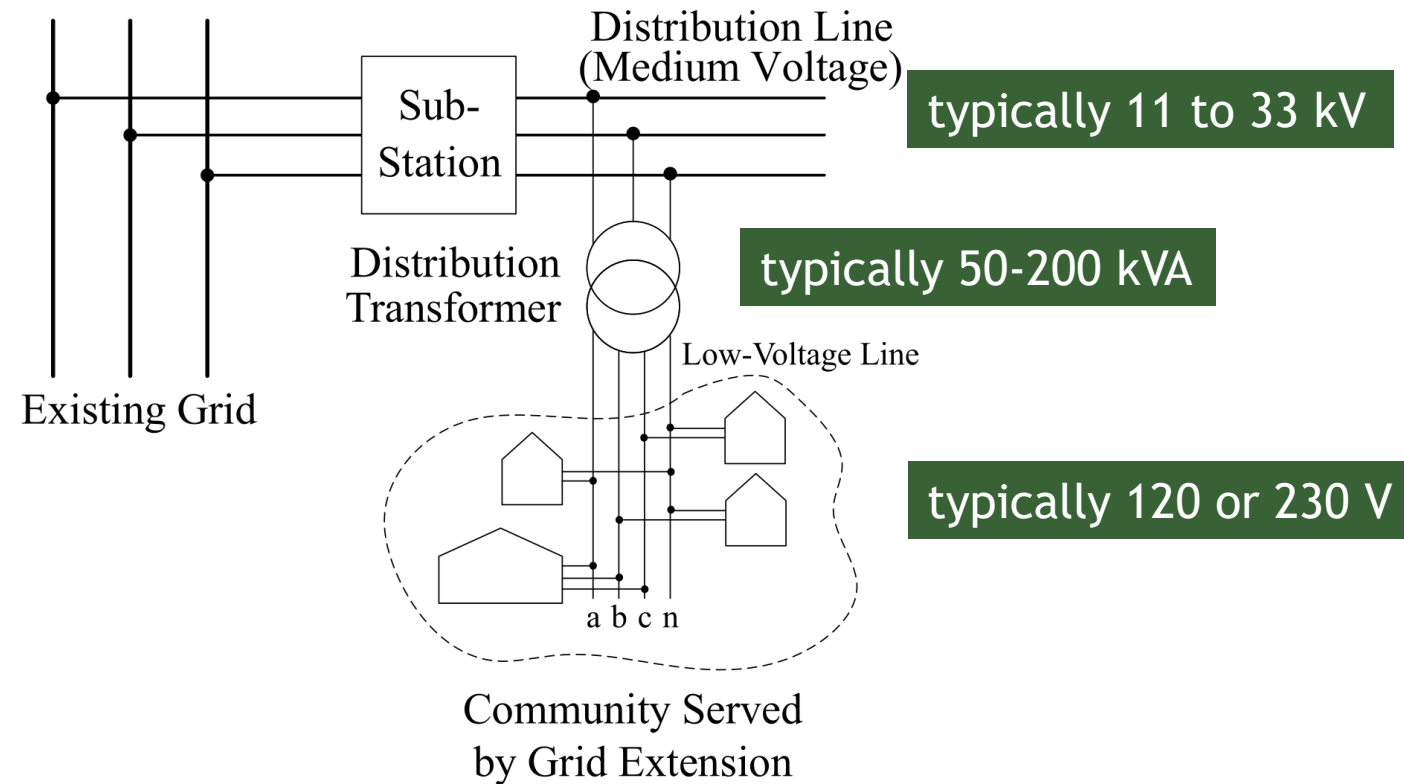 Distribution Line
(Medium Voltage)
typically 11 to 33 kV
Sub-
Station
Distribution
Transformer
typically 50-200 kVA
Low-Voltage Line
Existing Grid
typically 120 or 230 V
a b c n
Community Served
by Grid Extension